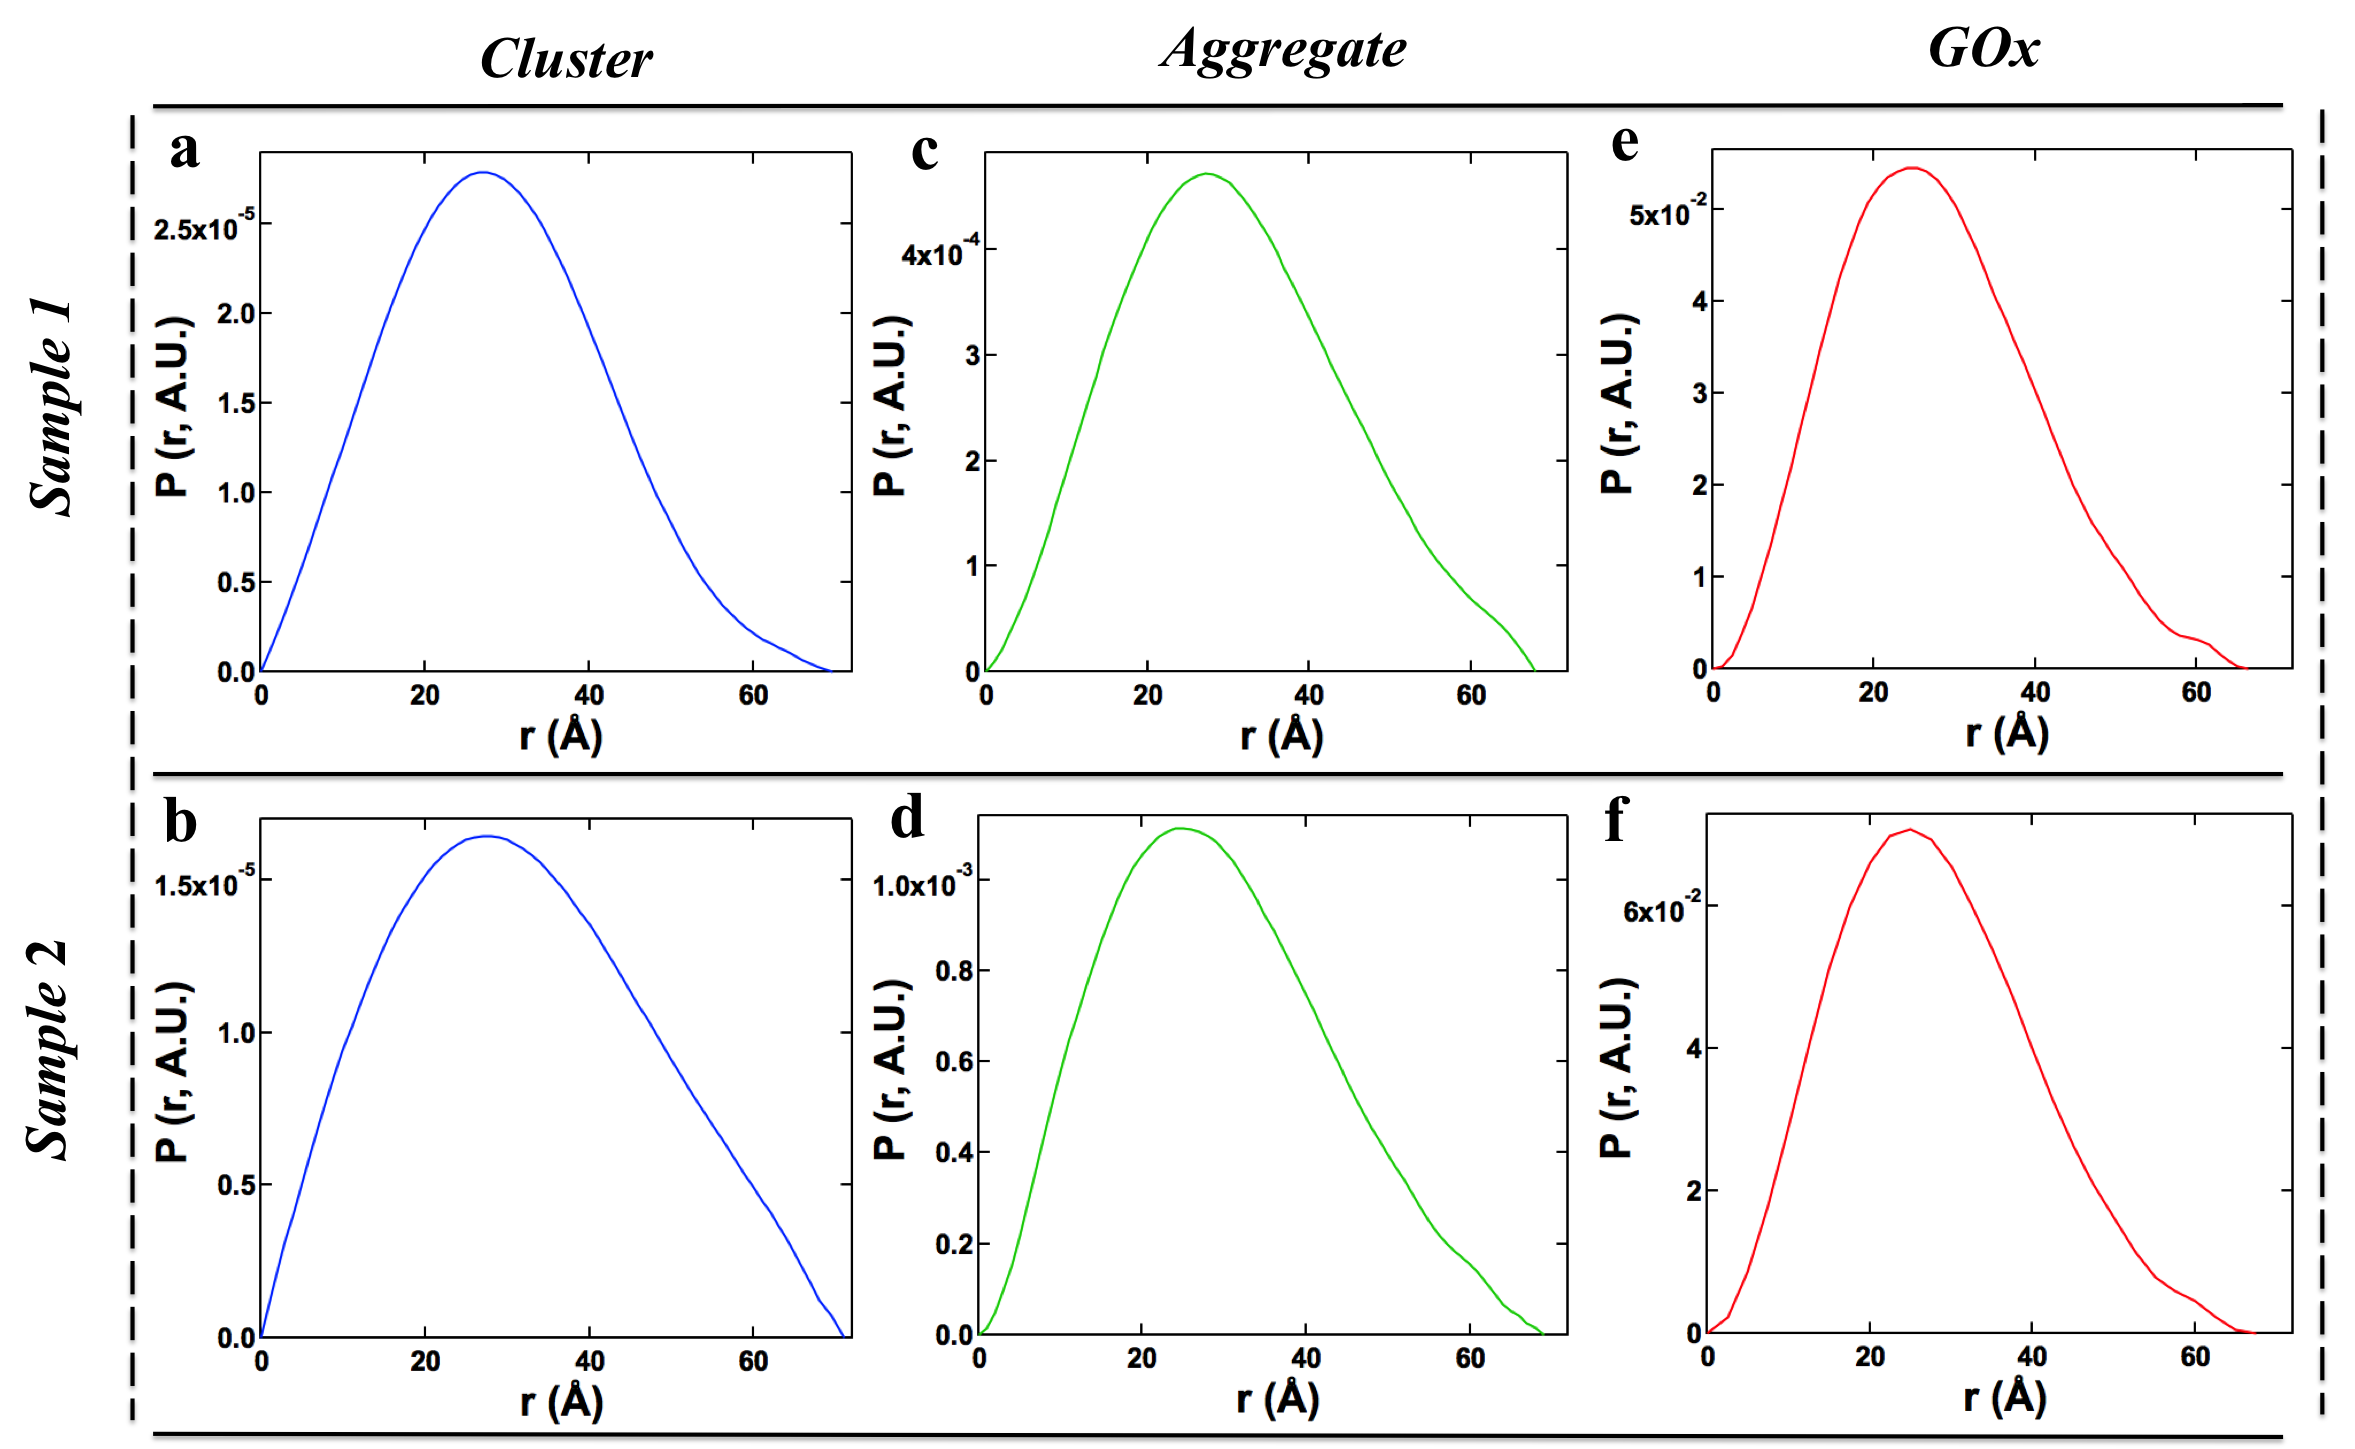 Cluster Aggregate GOx
Sample 1
a
2.5x10^-5
2.0
1.5
1.0
0.5
0.0
P (r, A.U.)
0 20 40 60
r (Å)
c
4x10^-4
3
2
1
0
P (r, A.U.)
0 20 40 60
r (Å)
e
5x10^-2
4
3
2
1
0
P (r, A.U.)
0 20 40 60
r (Å)
Sample 2
b
1.5x10^-5
1.0
0.5
0.0
P (r, A.U.)
0 20 40 60
r (Å)
d
1.0x10^-3
0.8
0.6
0.4
0.2
0.0
P (r, A.U.)
0 20 40 60
r (Å)
f
6x10^-2
4
2
0
P (r, A.U.)
0 20 40 60
r (Å)